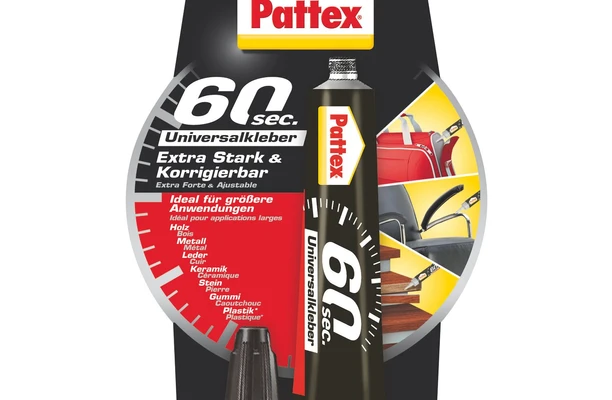 Pattex
60 sec.
Universalkleber
Extra Stark &
Korrigierbar
Extra Forte & Ajustable
Ideal für größere
Anwendungen
Idéal pour applications larges
Holz
Bois
Metall
Métal
Leder
Cuir
Keramik
Céramique
Stein
Pierre
Gummi
Caoutchouc
Plastik*
Plastique*
Pattex
60 sec.
Universalkleber